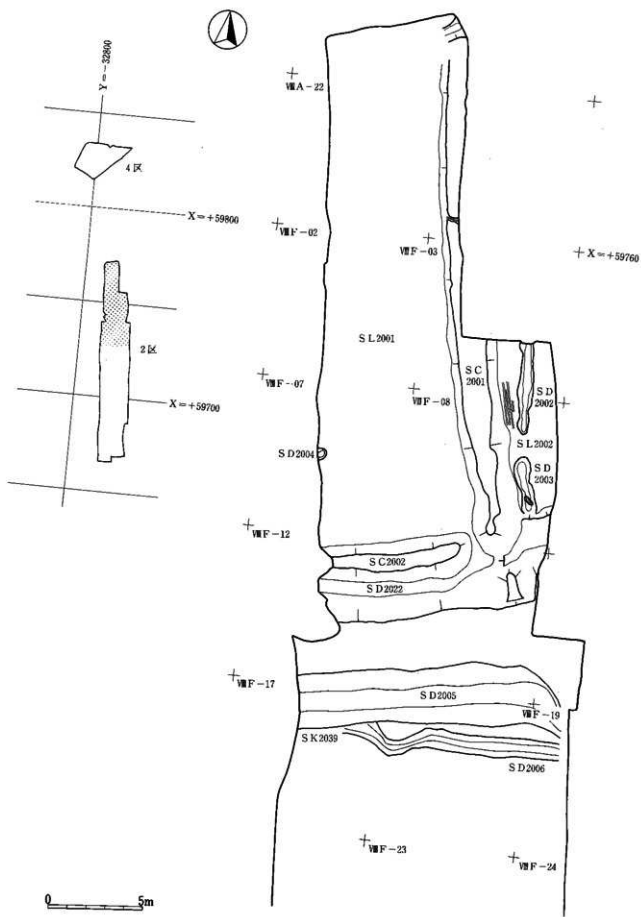 Y=-32800
4区
X=+59800
2区
X=+59700
ⅧA-22
ⅧF-02
ⅧF-03
X=+59760
SL2001
ⅧF-07
ⅧF-08
SC
2001
SD
2002
SL2002
SD
2003
SD2004
ⅧF-12
SC2002
SD2022
ⅧF-17
SD2005
ⅧF-19
SK2039
SD2006
ⅧF-23
ⅧF-24
0 5m